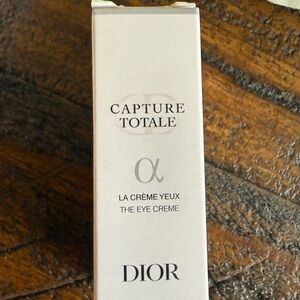 CAPTURE
TOTALE
α
LA CRÈME YEUX
THE EYE CREME
DIOR